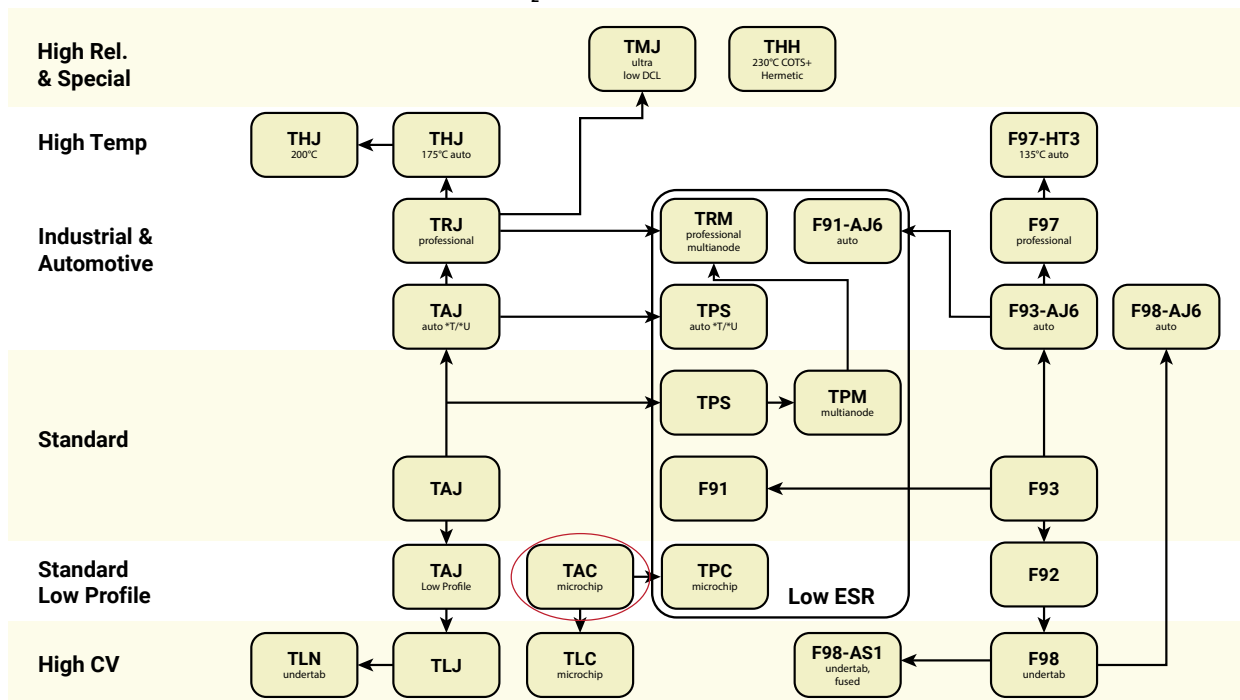 2
High Rel.
& Special
TMJ
ultra
low DCL
THH
230°C COTS+
Hermetic
High Temp
THJ
200°C
THJ
175°C auto
F97-HT3
135°C auto
Industrial &
Automotive
TRJ
professional
TRM
professional
multianode
F91-AJ6
auto
F97
professional
TAJ
auto *T/*U
TPS
auto *T/*U
F93-AJ6
auto
F98-AJ6
auto
Standard
TPS
TPM
multianode
TAJ
F91
F93
Standard
Low Profile
TAJ
Low Profile
TAC
microchip
TPC
microchip
Low ESR
F92
High CV
TLN
undertab
TLJ
TLC
microchip
F98-AS1
undertab,
fused
F98
undertab